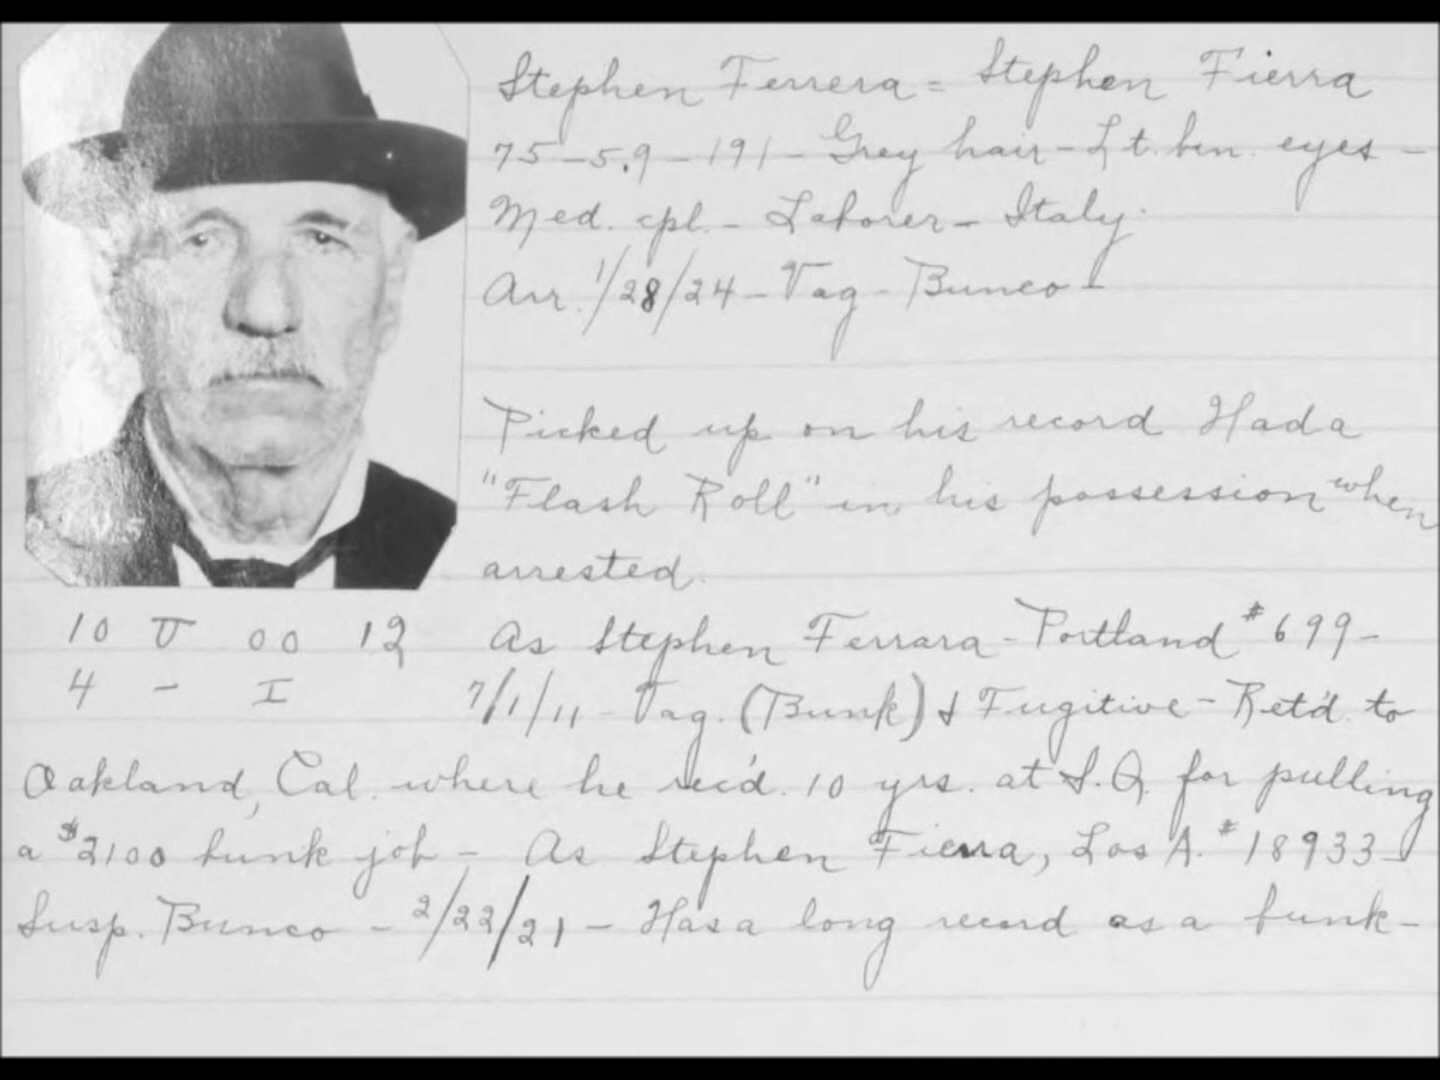 Stephen Ferrera = Stephen Fierra
75 - 5.9 - 191 - Grey hair - Lt. brn. eyes -
Med. cpl. - Laborer - Italy.
Arr. 1/28/24 - Vag - Bunco -
Picked up on his record Had a
"Flash Roll" in his possession when
arrested.
10 U 00 12
4 - I
As Stephen Ferrara - Portland #699 -
7/1/11 - Vag. (Bunk) & Fugitive - Ret'd. to
Oakland, Cal. where he rec'd. 10 yrs. at S.Q. for pulling
a $2100 bunk job - As Stephen Fierra, Los A. #18933 -
Susp. Bunco - 2/22/21 - Has a long record as a bunk -